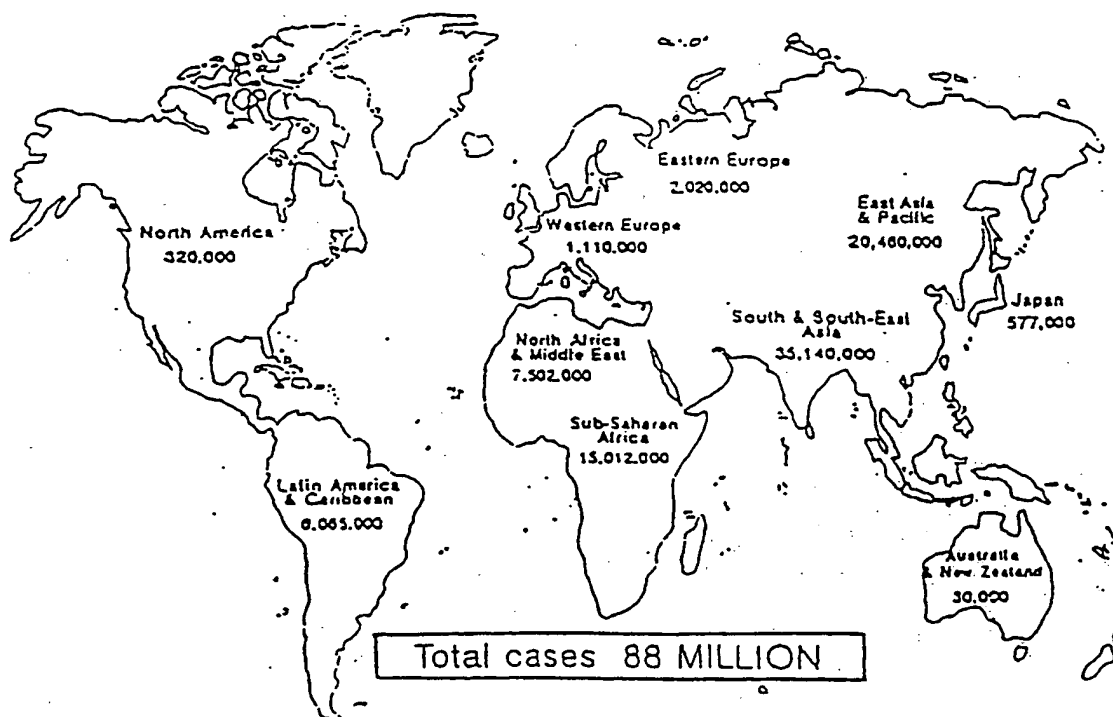 Eastern Europe
2,020,000
East Asia
& Pacific
20,460,000
North America
320,000
Western Europe
1,110,000
Japan
577,000
South & South-East
Asia
35,140,000
North Africa
& Middle East
7,502,000
Sub-Saharan
Africa
15,012,000
Latin America
& Caribbean
6,065,000
Australia
& New Zealand
30,000
Total cases 88 MILLION